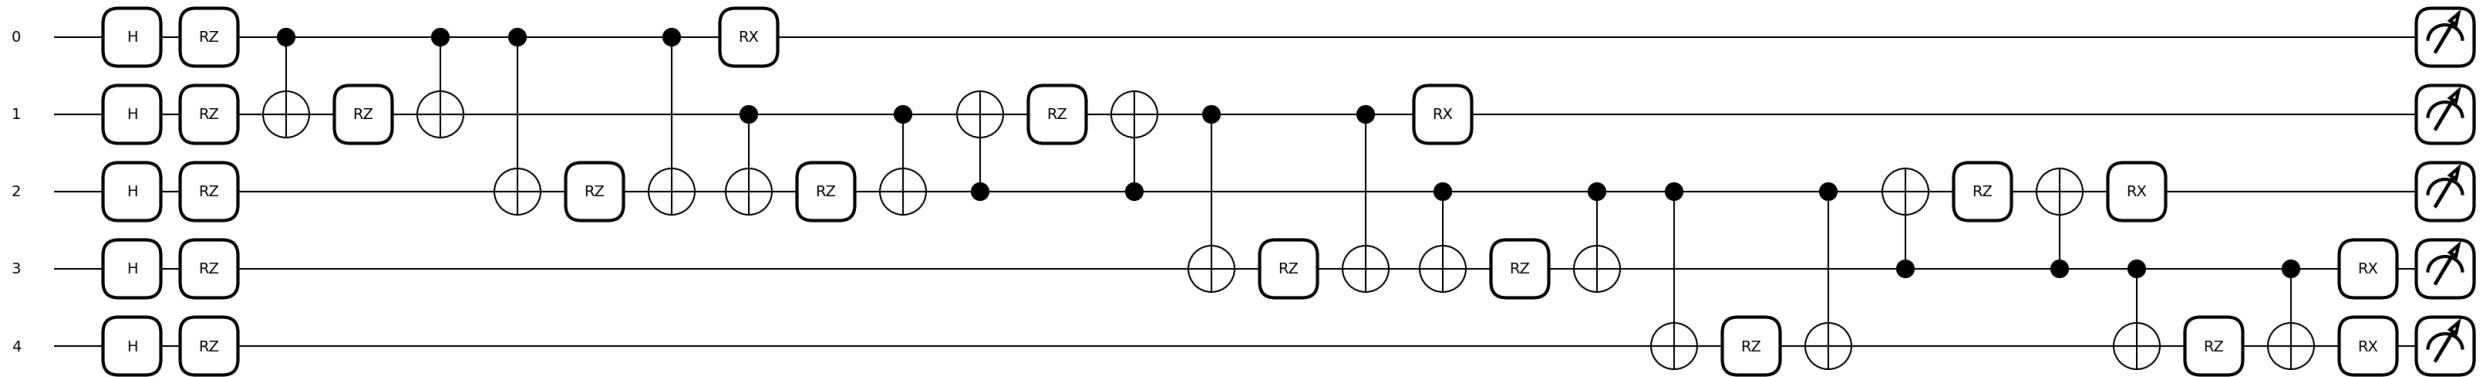 0 H RZ RX
1 H RZ RZ RZ RX
2 H RZ RZ RZ RZ RX
3 H RZ RZ RZ RX
4 H RZ RZ RZ RX